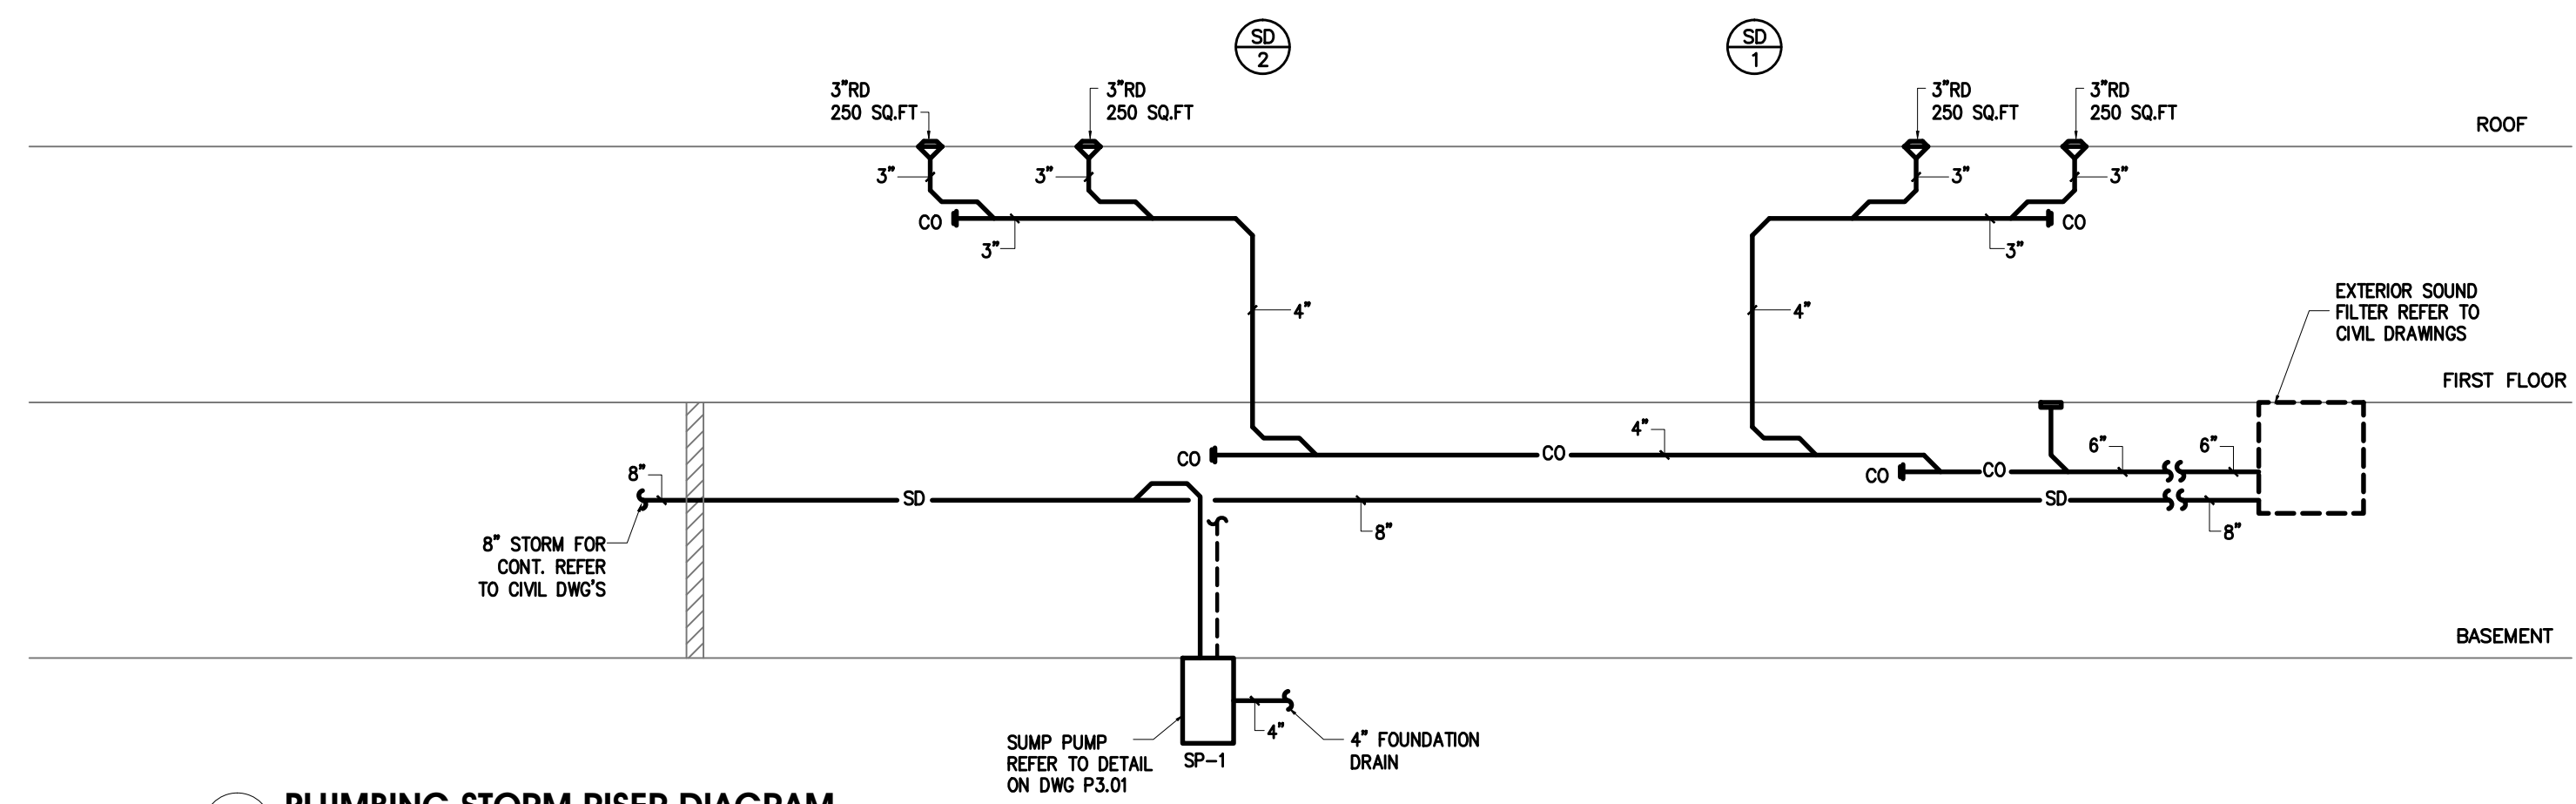 SD
2
SD
1
3"RD
250 SQ.FT
3"RD
250 SQ.FT
3"RD
250 SQ.FT
3"RD
250 SQ.FT
ROOF
3"
3"
3"
3"
CO
3"
3"
CO
4"
4"
EXTERIOR SOUND
FILTER REFER TO
CIVIL DRAWINGS
FIRST FLOOR
CO
CO
4"
CO
CO
6"
6"
8"
SD
8"
SD
8"
8" STORM FOR
CONT. REFER
TO CIVIL DWG'S
BASEMENT
SUMP PUMP
REFER TO DETAIL
ON DWG P3.01
SP-1
4"
4" FOUNDATION
DRAIN
PLUMBING STORM RISER DIAGRAM